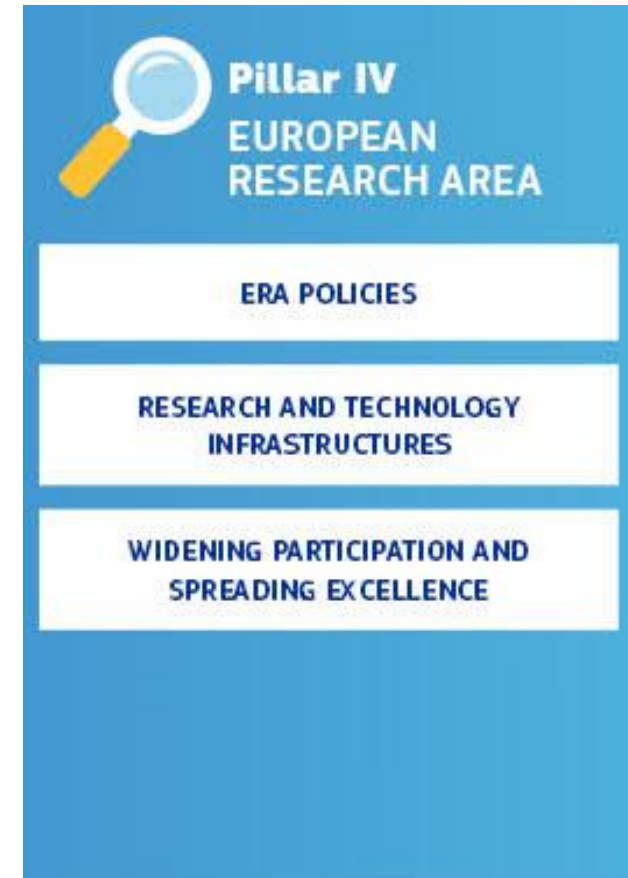 Pillar IV
EUROPEAN
RESEARCH AREA
ERA POLICIES
RESEARCH AND TECHNOLOGY
INFRASTRUCTURES
WIDENING PARTICIPATION AND
SPREADING EXCELLENCE